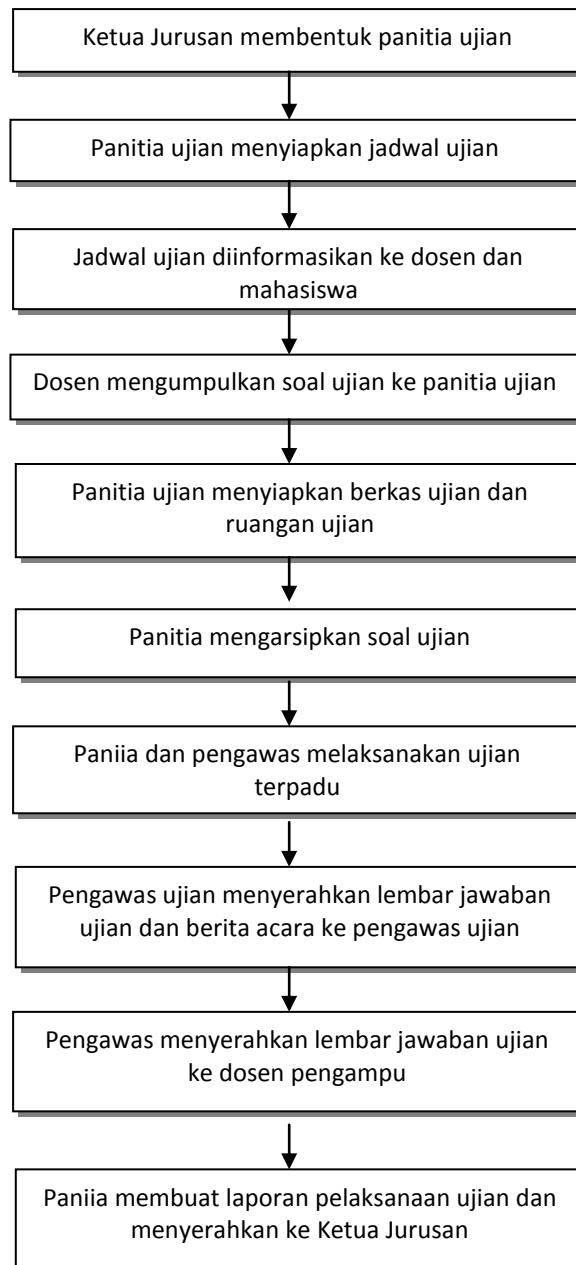 Ketua Jurusan membentuk panitia ujian
Panitia ujian menyiapkan jadwal ujian
Jadwal ujian diinformasikan ke dosen dan
mahasiswa
Dosen mengumpulkan soal ujian ke panitia ujian
Panitia ujian menyiapkan berkas ujian dan
ruangan ujian
Panitia mengarsipkan soal ujian
Paniia dan pengawas melaksanakan ujian
terpadu
Pengawas ujian menyerahkan lembar jawaban
ujian dan berita acara ke pengawas ujian
Pengawas menyerahkan lembar jawaban ujian
ke dosen pengampu
Paniia membuat laporan pelaksanaan ujian dan
menyerahkan ke Ketua Jurusan